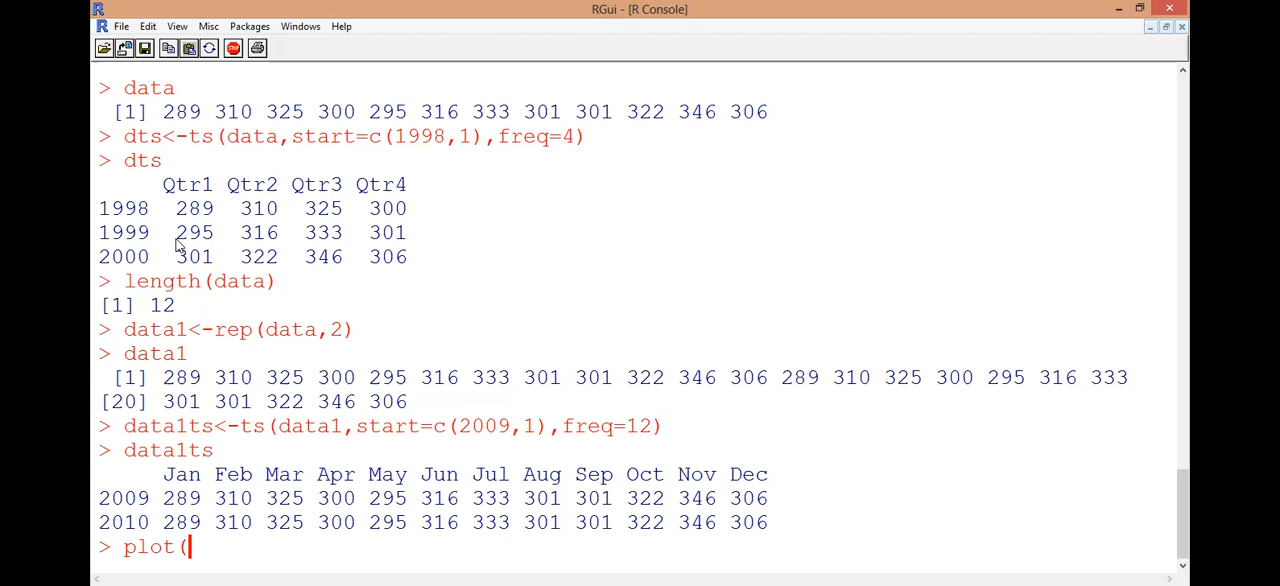 RGui - [R Console]
File Edit View Misc Packages Windows Help
STOP
> data
[1] 289 310 325 300 295 316 333 301 301 322 346 306
> dts<-ts(data,start=c(1998,1),freq=4)
> dts
Qtr1 Qtr2 Qtr3 Qtr4
1998 289 310 325 300
1999 295 316 333 301
2000 301 322 346 306
> length(data)
[1] 12
> data1<-rep(data,2)
> data1
[1] 289 310 325 300 295 316 333 301 301 322 346 306 289 310 325 300 295 316 333
[20] 301 301 322 346 306
> data1ts<-ts(data1,start=c(2009,1),freq=12)
> data1ts
Jan Feb Mar Apr May Jun Jul Aug Sep Oct Nov Dec
2009 289 310 325 300 295 316 333 301 301 322 346 306
2010 289 310 325 300 295 316 333 301 301 322 346 306
> plot(